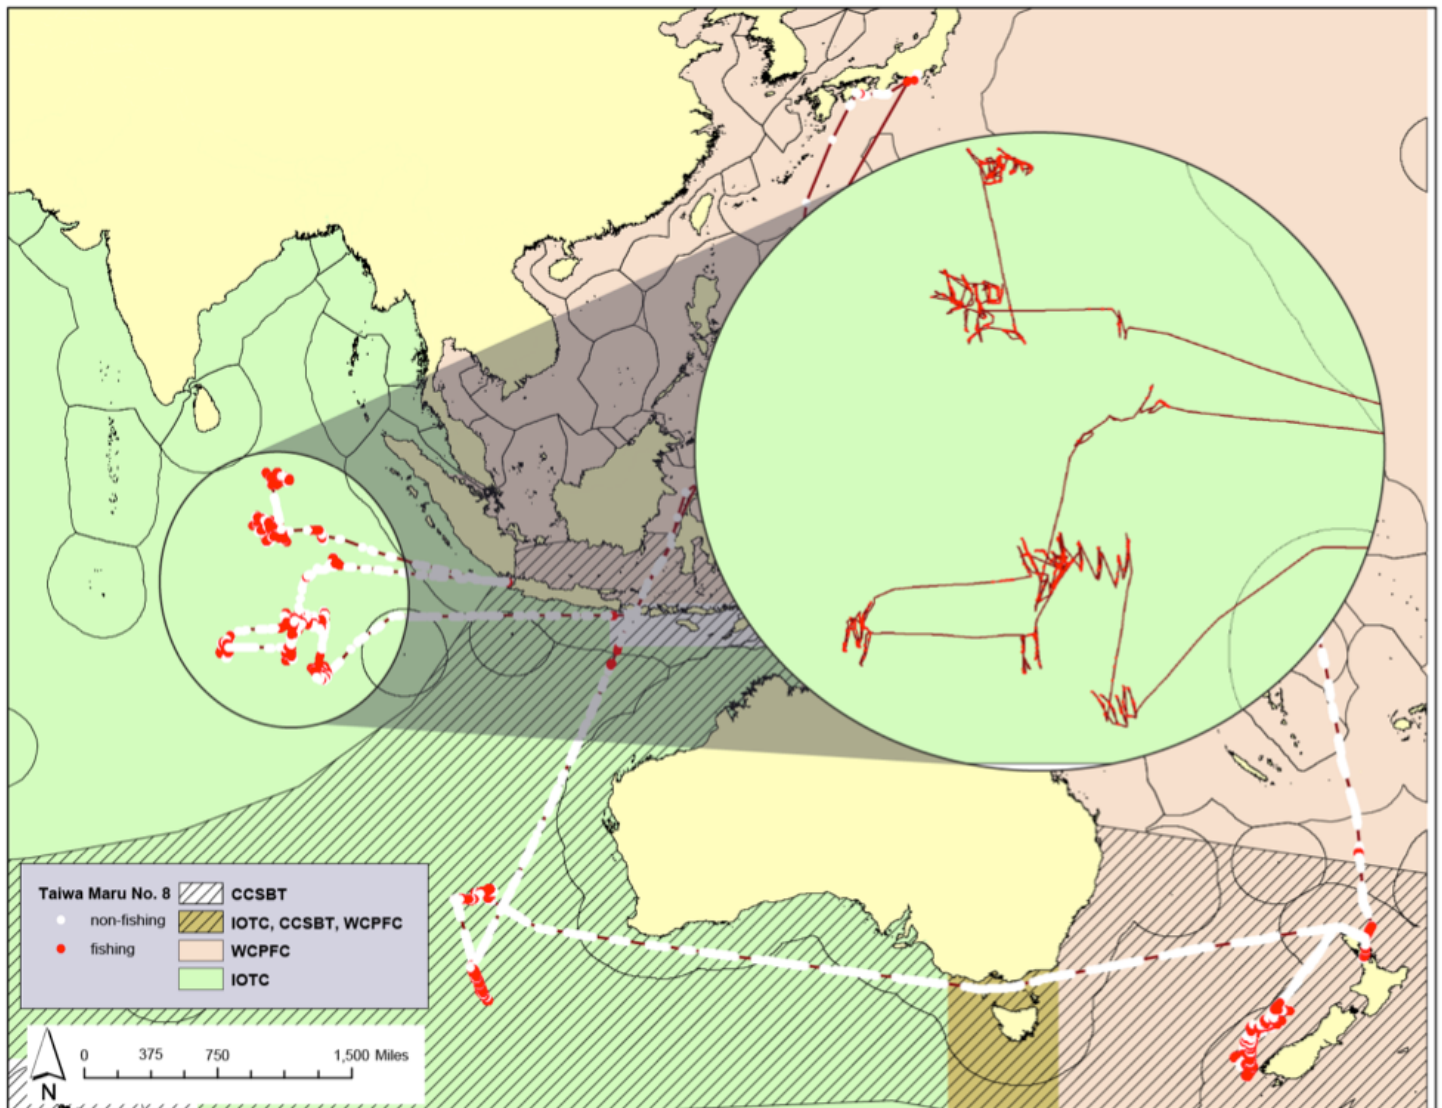 Taiwa Maru No. 8
non-fishing
fishing
CCSBT
IOTC, CCSBT, WCPFC
WCPFC
IOTC
0 375 750 1,500 Miles
N